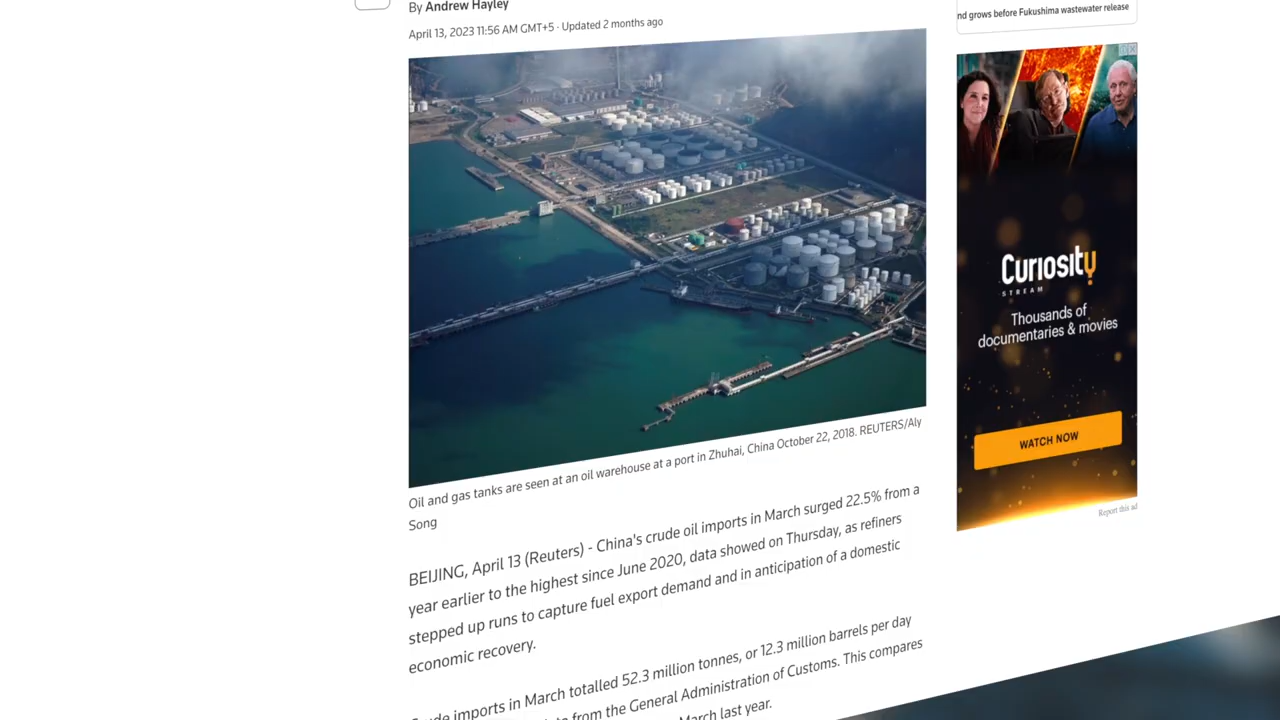 By Andrew Hayley
April 13, 2023 11:56 AM GMT+5 · Updated 2 months ago
Oil and gas tanks are seen at an oil warehouse at a port in Zhuhai, China October 22, 2018. REUTERS/Aly
Song
BEIJING, April 13 (Reuters) - China's crude oil imports in March surged 22.5% from a
year earlier to the highest since June 2020, data showed on Thursday, as refiners
stepped up runs to capture fuel export demand and in anticipation of a domestic
economic recovery.
imports in March totalled 52.3 million tonnes, or 12.3 million barrels per day
from the General Administration of Customs. This compares
March last year.
nd grows before Fukushima wastewater release
Curiosity
STREAM
Thousands of
documentaries & movies
WATCH NOW
Report this ad